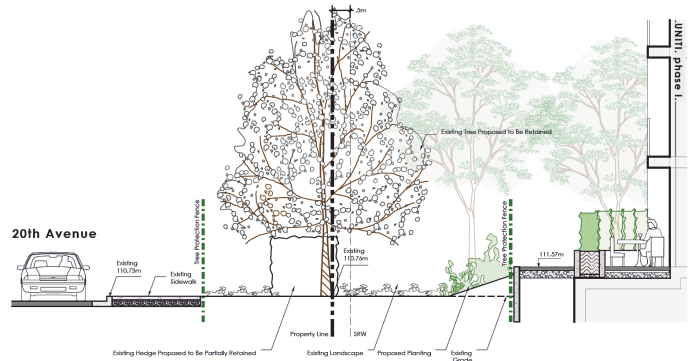 .5m
.UNITI. phase I.
Existing Tree Proposed to Be Retained
Tree Protection Fence
Tree Protection Fence
20th Avenue
Existing
110.73m
Existing
Sidewalk
Existing
110.76m
111.57m
Property Line
SRW
Existing Hedge Proposed to Be Partially Retained
Existing Landscape
Proposed Planting
Existing
Grade